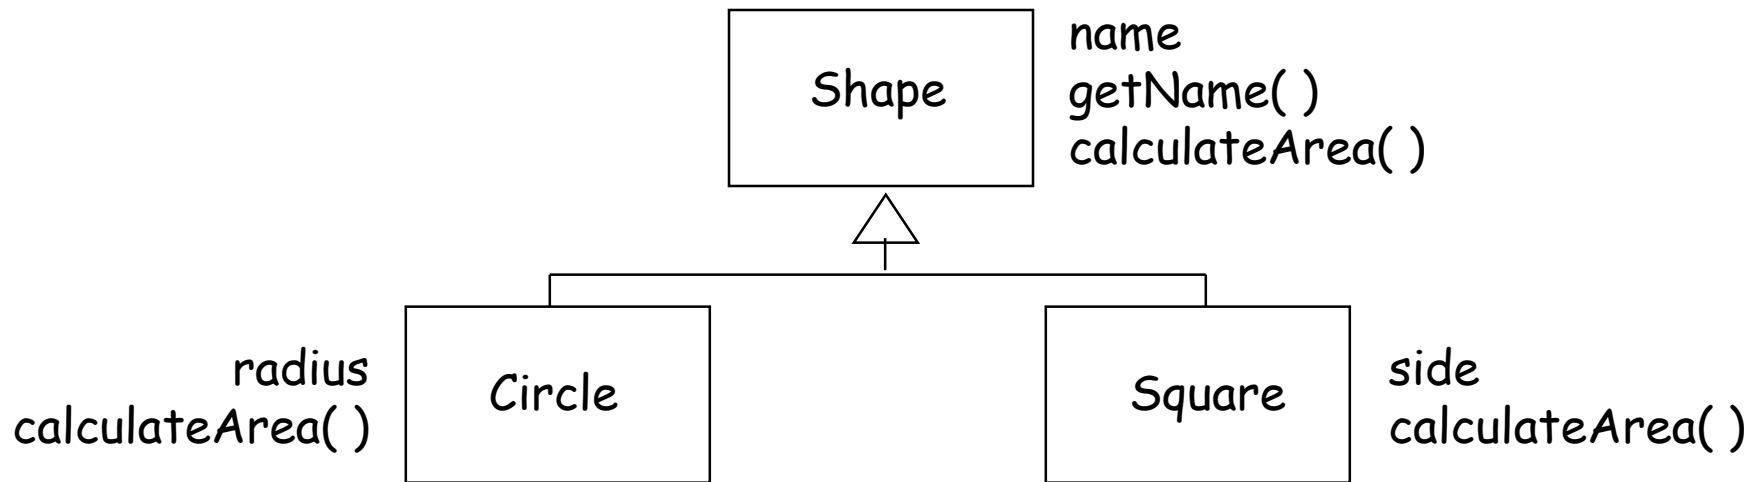 Shape
name
getName( )
calculateArea( )
radius
calculateArea( )
Circle
Square
side
calculateArea( )